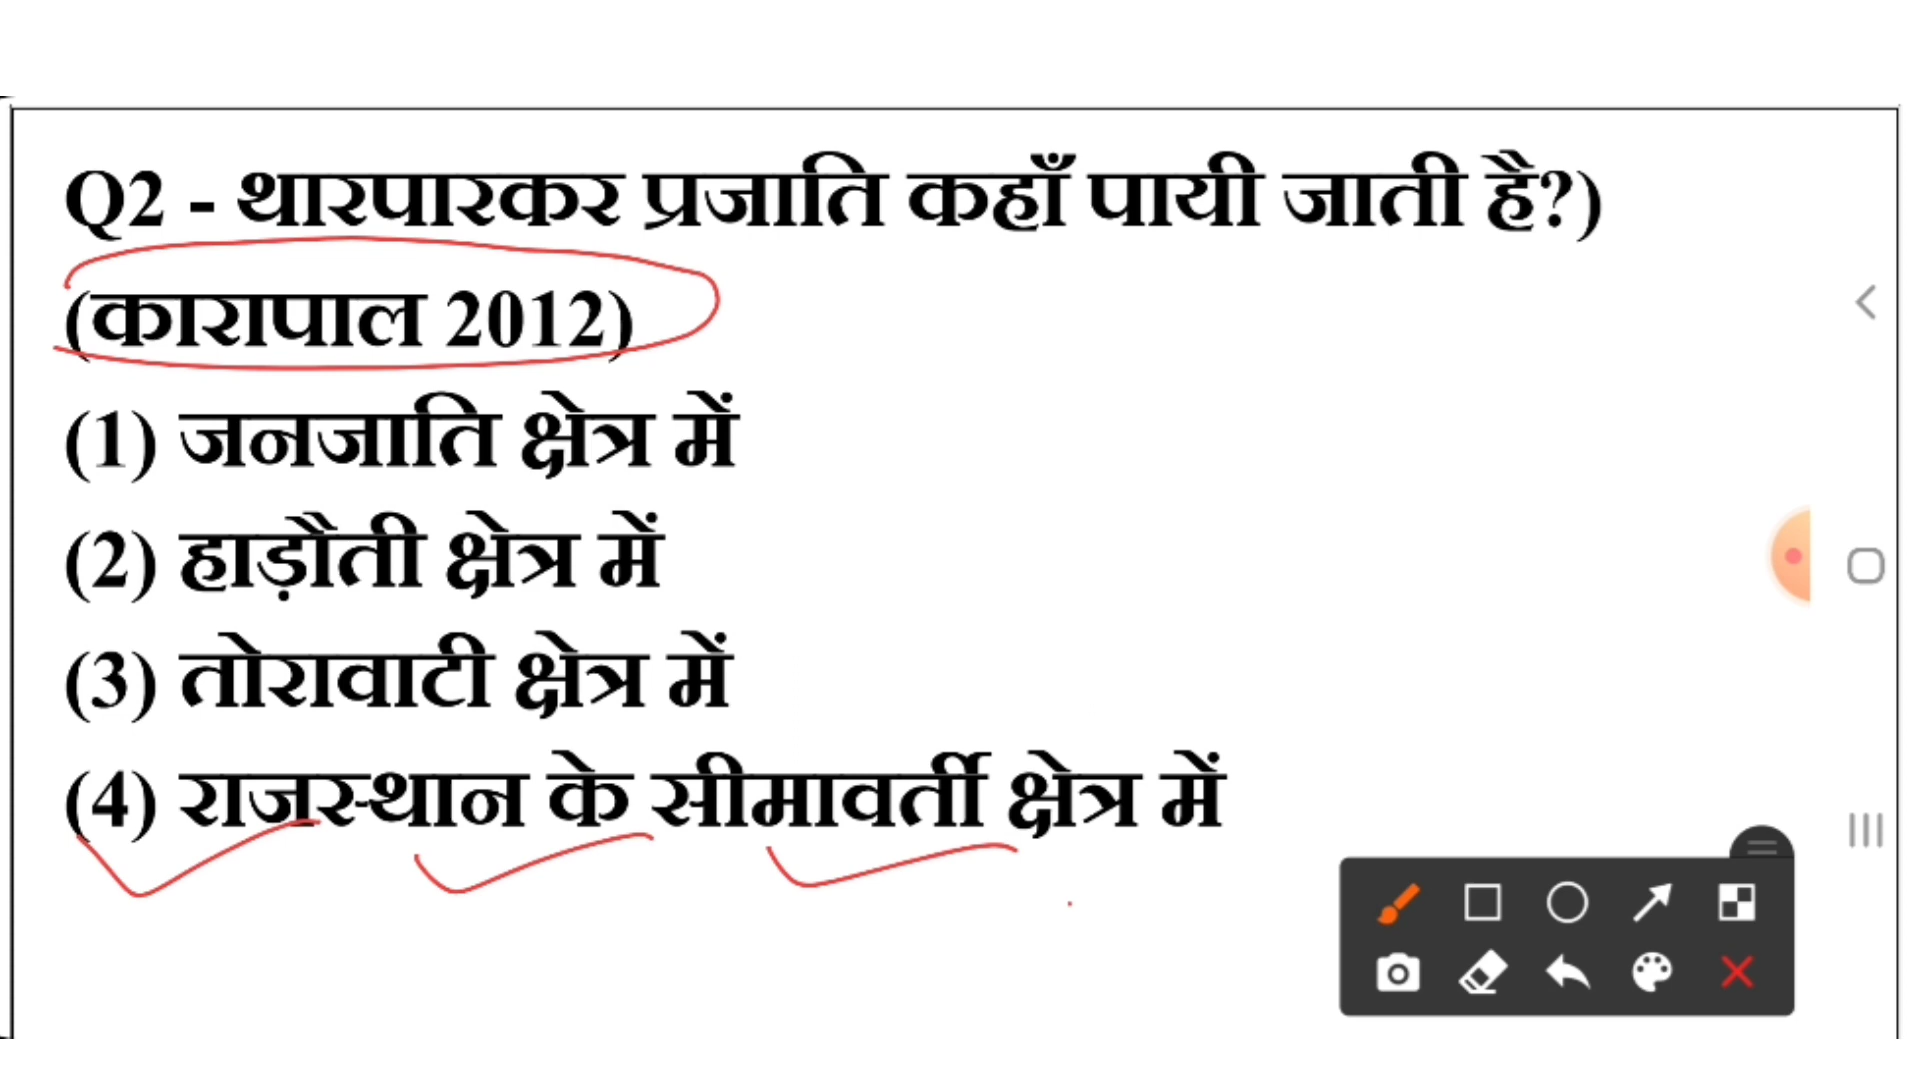 Q2 - थारपारकर प्रजाति कहाँ पायी जाती है?)
(कारापाल 2012)
(1) जनजाति क्षेत्र में
(2) हाड़ौती क्षेत्र में
(3) तोरावाटी क्षेत्र में
(4) राजस्थान के सीमावर्ती क्षेत्र में